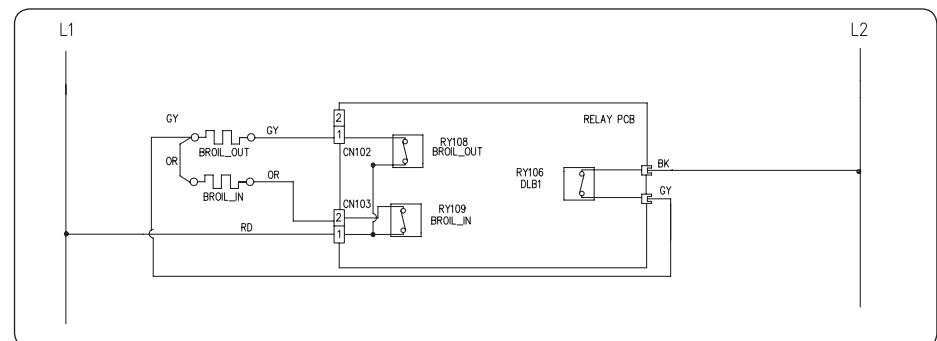 L1
L2
GY
GY
BROIL_OUT
OR
OR
BROIL_IN
RD
2
1
CN102
CN103
2
1
RY108
BROIL_OUT
RY109
BROIL_IN
RELAY PCB
RY106
DLB1
BK
GY